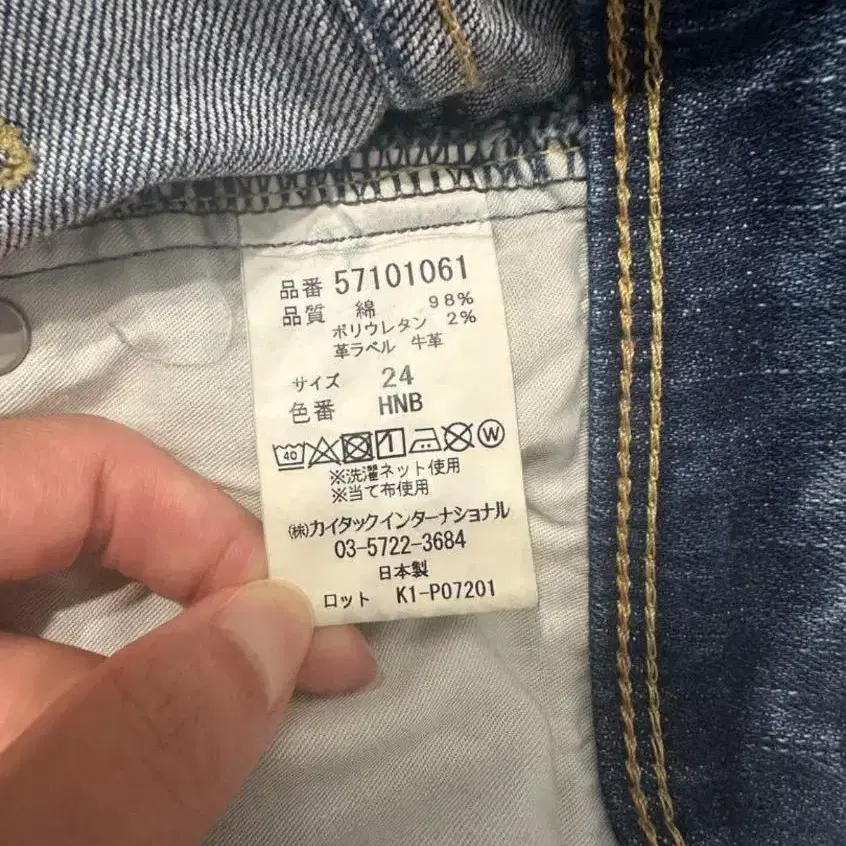 品番 57101061
品質 綿 98%
ポリウレタン 2%
革ラベル 牛革
サイズ 24
色番 HNB
40 W
※洗濯ネット使用
※当て布使用
(株)カイタックインターナショナル
03-5722-3684
日本製
ロット K1-P07201